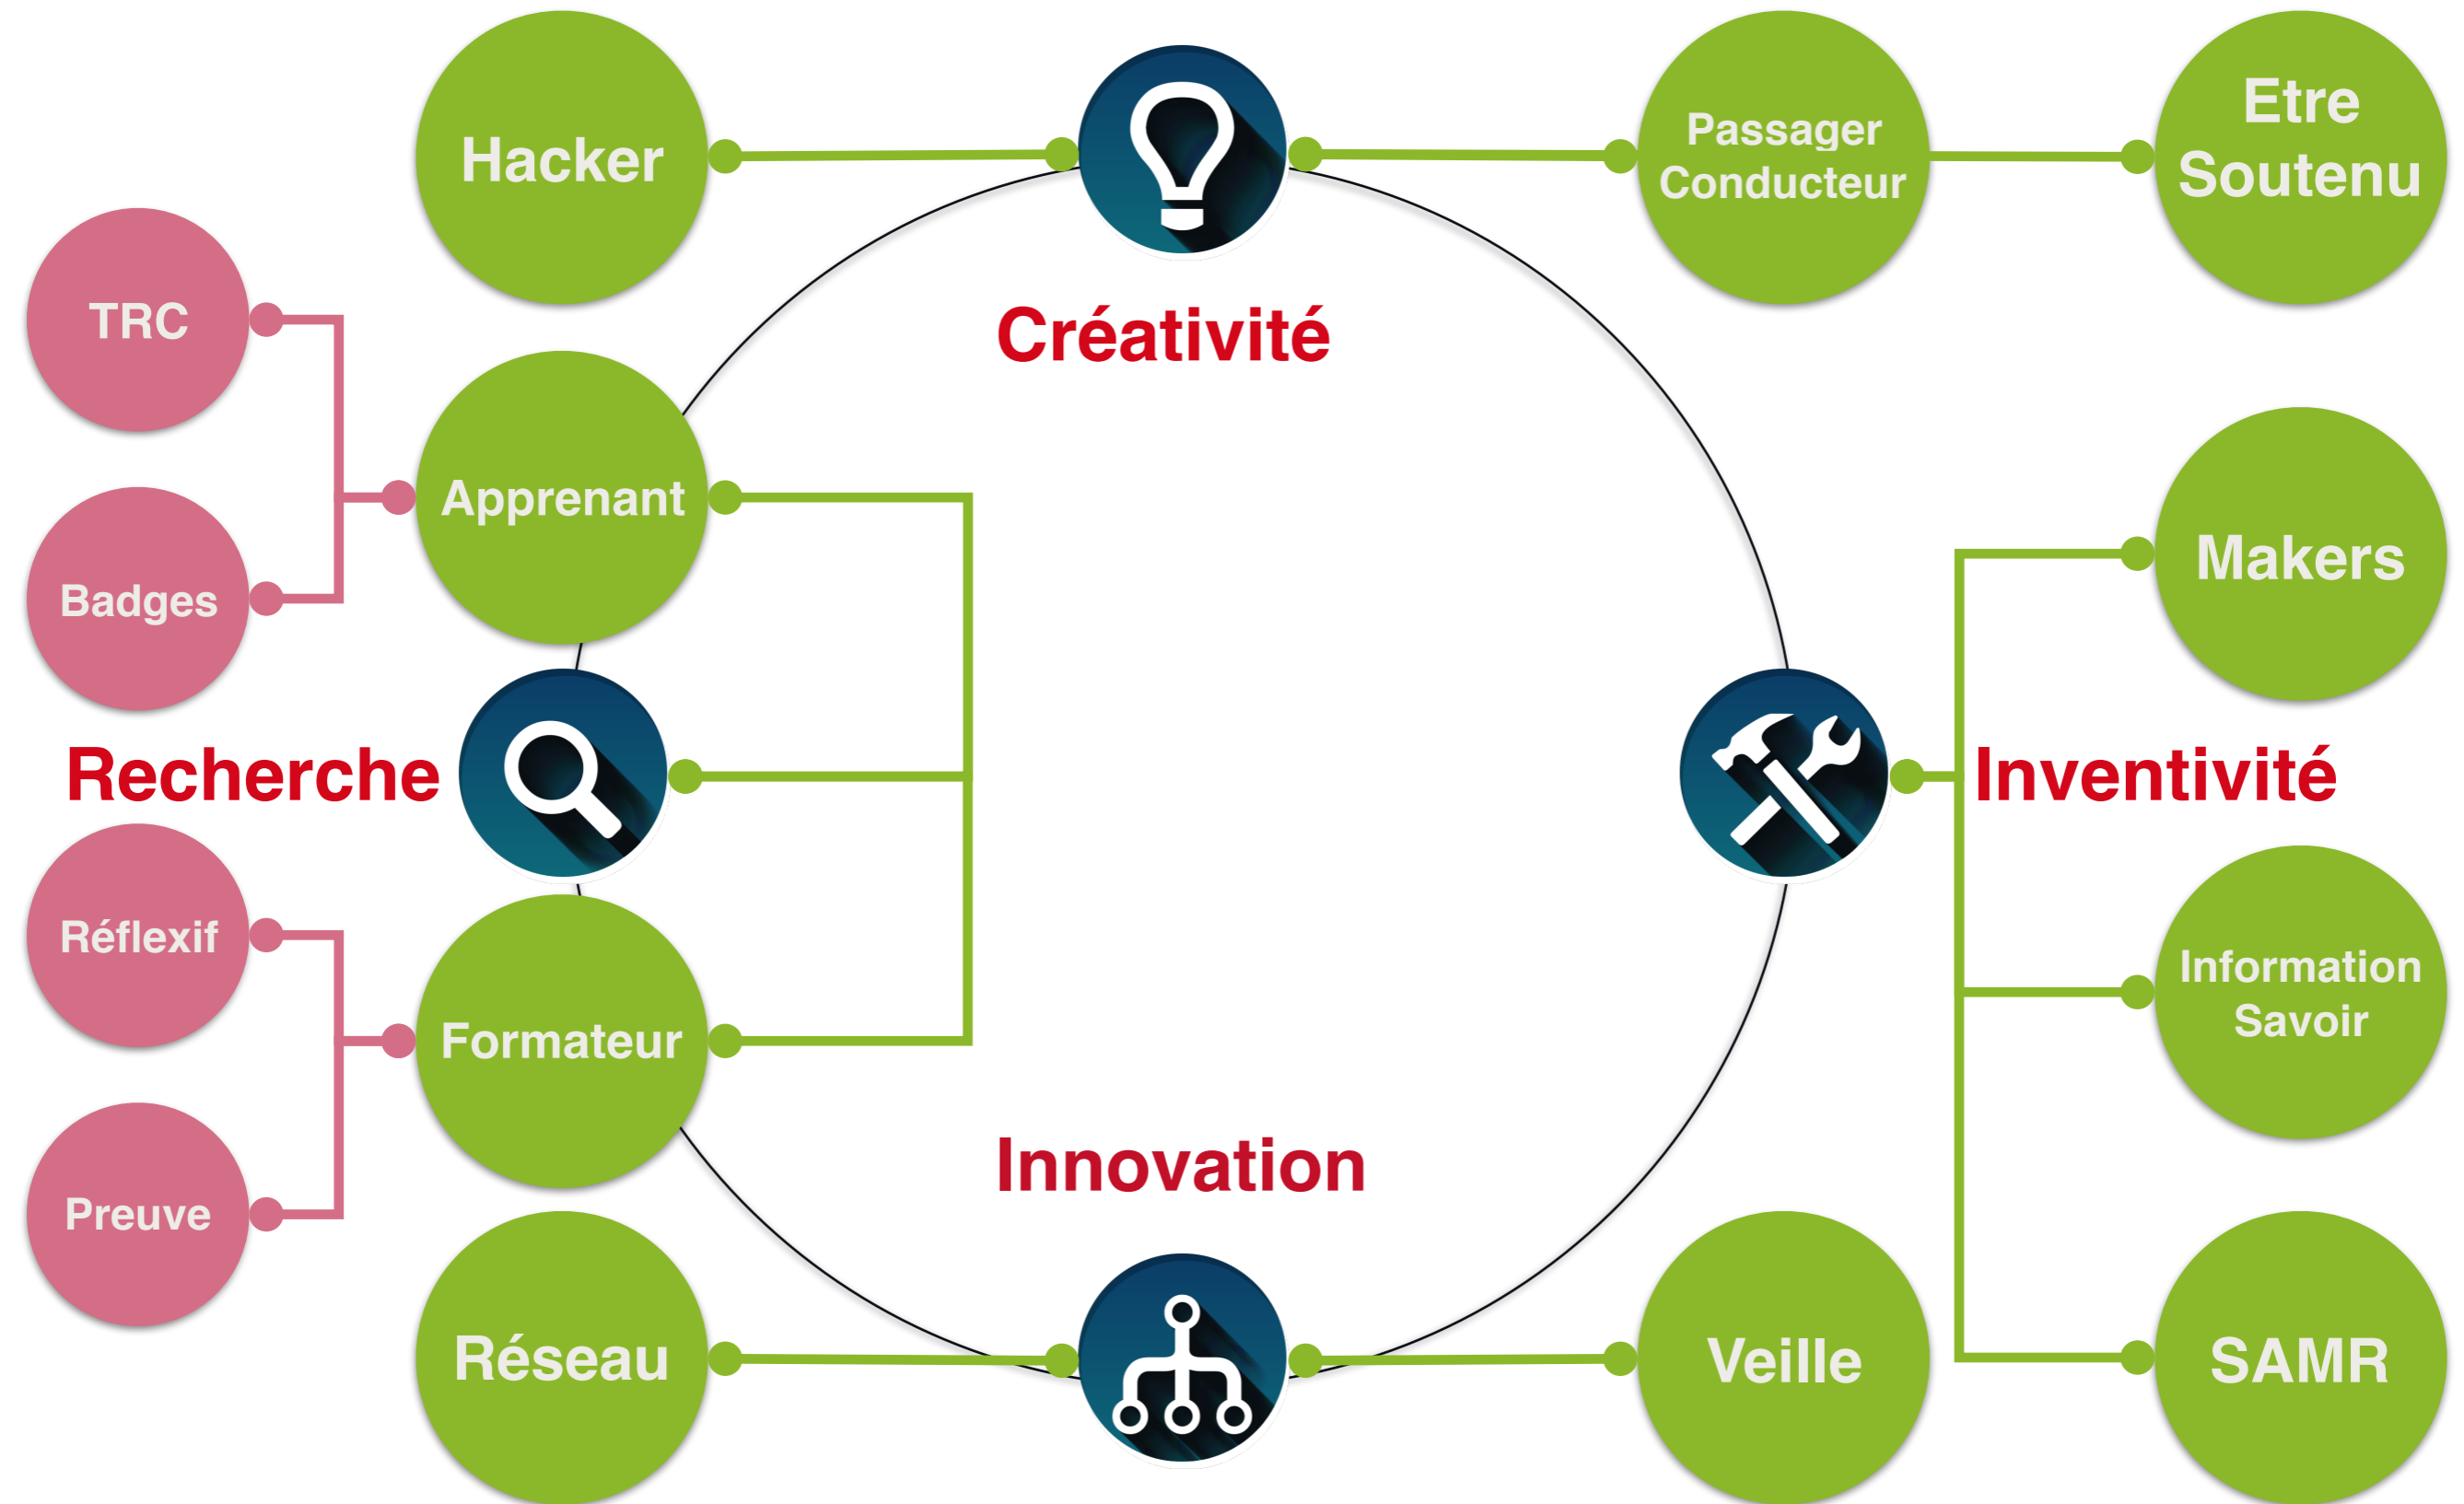 Hacker
Passager
Conducteur
Etre
Soutenu
TRC
Créativité
Apprenant
Makers
Badges
Recherche
Inventivité
Réflexif
Information
Savoir
Formateur
Innovation
Preuve
Réseau
Veille
SAMR